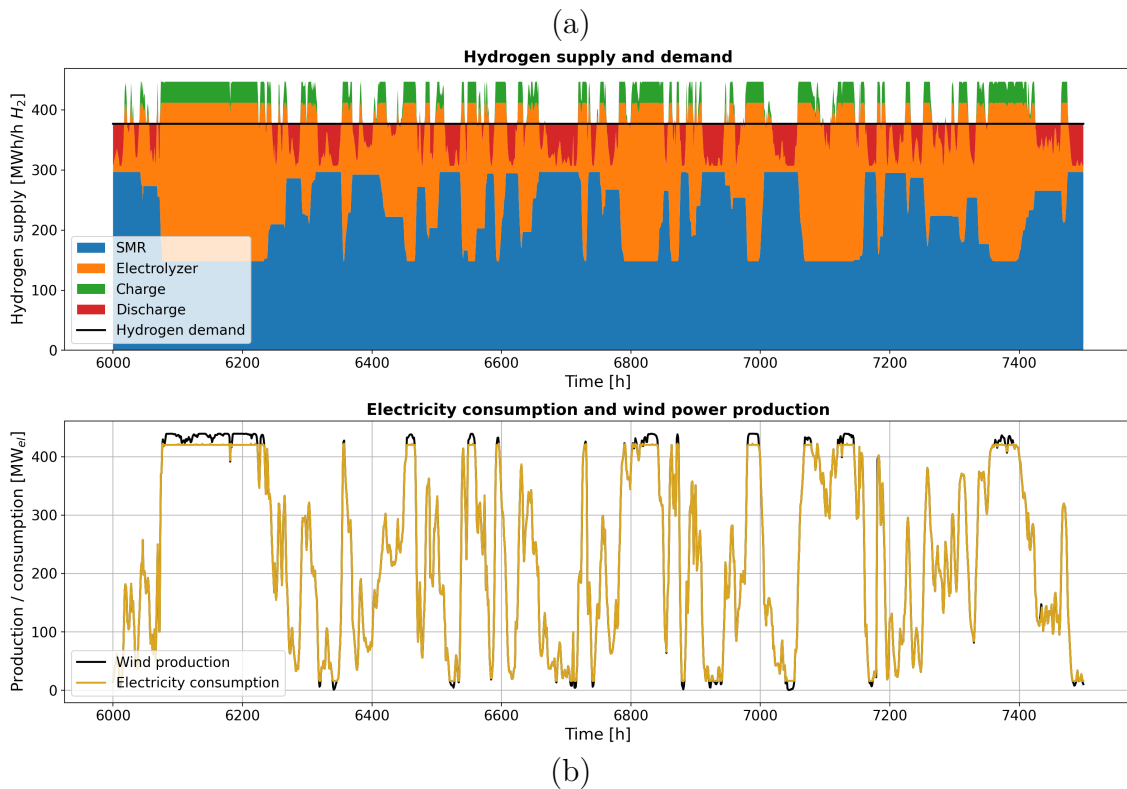 (a)
Hydrogen supply and demand
Hydrogen supply [MWh/h H₂]
400
300
200
100
0
SMR
Electrolyzer
Charge
Discharge
Hydrogen demand
6000 6200 6400 6600 6800 7000 7200 7400
Time [h]
Electricity consumption and wind power production
Production / consumption [MWₑₗ]
400
300
200
100
0
Wind production
Electricity consumption
6000 6200 6400 6600 6800 7000 7200 7400
Time [h]
(b)